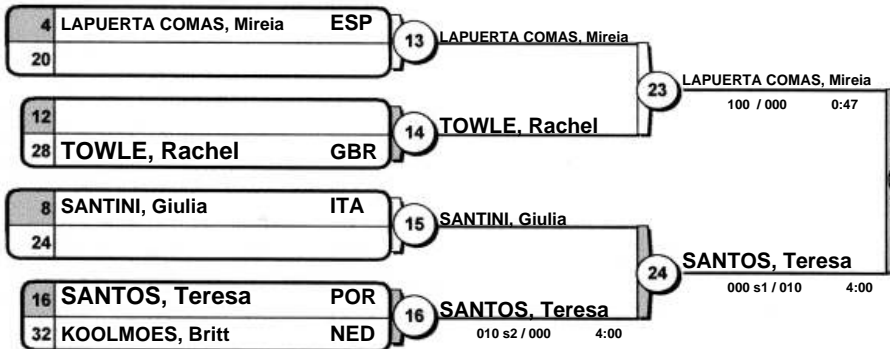 4 LAPUERTA COMAS, Mireia ESP
20
13 LAPUERTA COMAS, Mireia
23 LAPUERTA COMAS, Mireia
100 / 000 0:47
12
28 TOWLE, Rachel GBR
14 TOWLE, Rachel
8 SANTINI, Giulia ITA
24
15 SANTINI, Giulia
24 SANTOS, Teresa
000 s1 / 010 4:00
16 SANTOS, Teresa POR
32 KOOLMOES, Britt NED
16 SANTOS, Teresa
010 s2 / 000 4:00